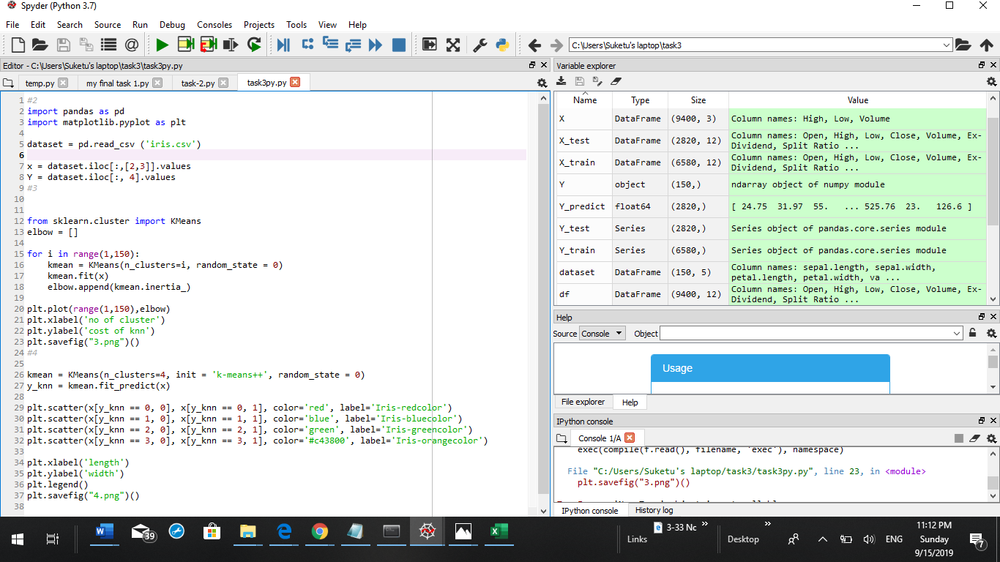 Spyder (Python 3.7)
File Edit Search Source Run Debug Consoles Projects Tools View Help
C:\Users\Suketu's laptop\task3
Editor - C:\Users\Suketu's laptop\task3\task3py.py
temp.py my final task 1.py task-2.py task3py.py
1 #2
2 import pandas as pd
3 import matplotlib.pyplot as plt
4
5 dataset = pd.read_csv ('iris.csv')
6
7 x = dataset.iloc[:,[2,3]].values
8 Y = dataset.iloc[:, 4].values
9 #3
10
11
12 from sklearn.cluster import KMeans
13 elbow = []
14
15 for i in range(1,150):
16     kmean = KMeans(n_clusters=i, random_state = 0)
17     kmean.fit(x)
18     elbow.append(kmean.inertia_)
19
20 plt.plot(range(1,150),elbow)
21 plt.xlabel('no of cluster')
22 plt.ylabel('cost of knn')
23 plt.savefig("3.png")()
24 #4
25
26 kmean = KMeans(n_clusters=4, init = 'k-means++', random_state = 0)
27 y_knn = kmean.fit_predict(x)
28
29 plt.scatter(x[y_knn == 0, 0], x[y_knn == 0, 1], color='red', label='Iris-redcolor')
30 plt.scatter(x[y_knn == 1, 0], x[y_knn == 1, 1], color='blue', label='Iris-bluecolor')
31 plt.scatter(x[y_knn == 2, 0], x[y_knn == 2, 1], color='green', label='Iris-greencolor')
32 plt.scatter(x[y_knn == 3, 0], x[y_knn == 3, 1], color='#c43800', label='Iris-orangecolor')
33
34 plt.xlabel('length')
35 plt.ylabel('width')
36 plt.legend()
37 plt.savefig("4.png")()
38
Variable explorer
Name Type Size Value
X DataFrame (9400, 3) Column names: High, Low, Volume
X_test DataFrame (2820, 12) Column names: Open, High, Low, Close, Volume, Ex-
Dividend, Split Ratio ...
X_train DataFrame (6580, 12) Column names: Open, High, Low, Close, Volume, Ex-
Dividend, Split Ratio ...
Y object (150,) ndarray object of numpy module
Y_predict float64 (2820,) [ 24.75 31.97 55. ... 525.76 23. 126.6 ]
Y_test Series (2820,) Series object of pandas.core.series module
Y_train Series (6580,) Series object of pandas.core.series module
dataset DataFrame (150, 5) Column names: sepal.length, sepal.width,
petal.length, petal.width, va ...
df DataFrame (9400, 12) Column names: Open, High, Low, Close, Volume, Ex-
Dividend, Split Ratio ...
Help
Source Console Object
Usage
File explorer Help
IPython console
Console 1/A
exec(compile(f.read(), filename, 'exec'), namespace)
File "C:/Users/Suketu's laptop/task3/task3py.py", line 23, in <module>
plt.savefig("3.png")()
IPython console History log
39
Links
3-33 Nc »
Desktop
»
ENG
11:12 PM
Sunday
9/15/2019
7